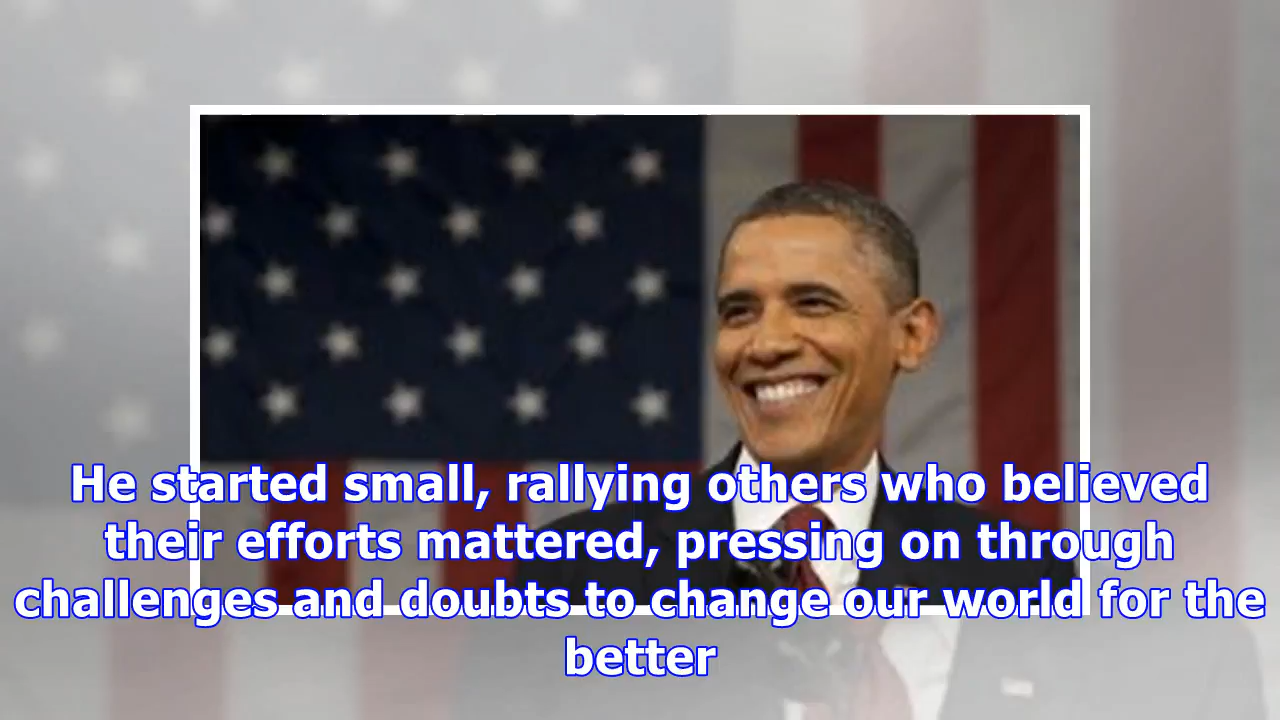 He started small, rallying others who believed
their efforts mattered, pressing on through
challenges and doubts to change our world for the
better